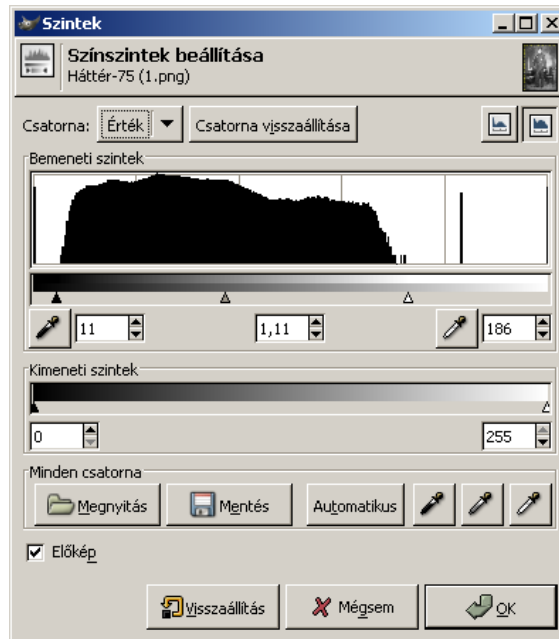 Szintek
Színszintek beállítása
Háttér-75 (1.png)
Csatorna: Érték Csatorna visszaállítása
Bemeneti szintek
11 1,11 186
Kimeneti szintek
0 255
Minden csatorna
Megnyitás Mentés Automatikus
Előkép
Visszaállítás Mégsem OK